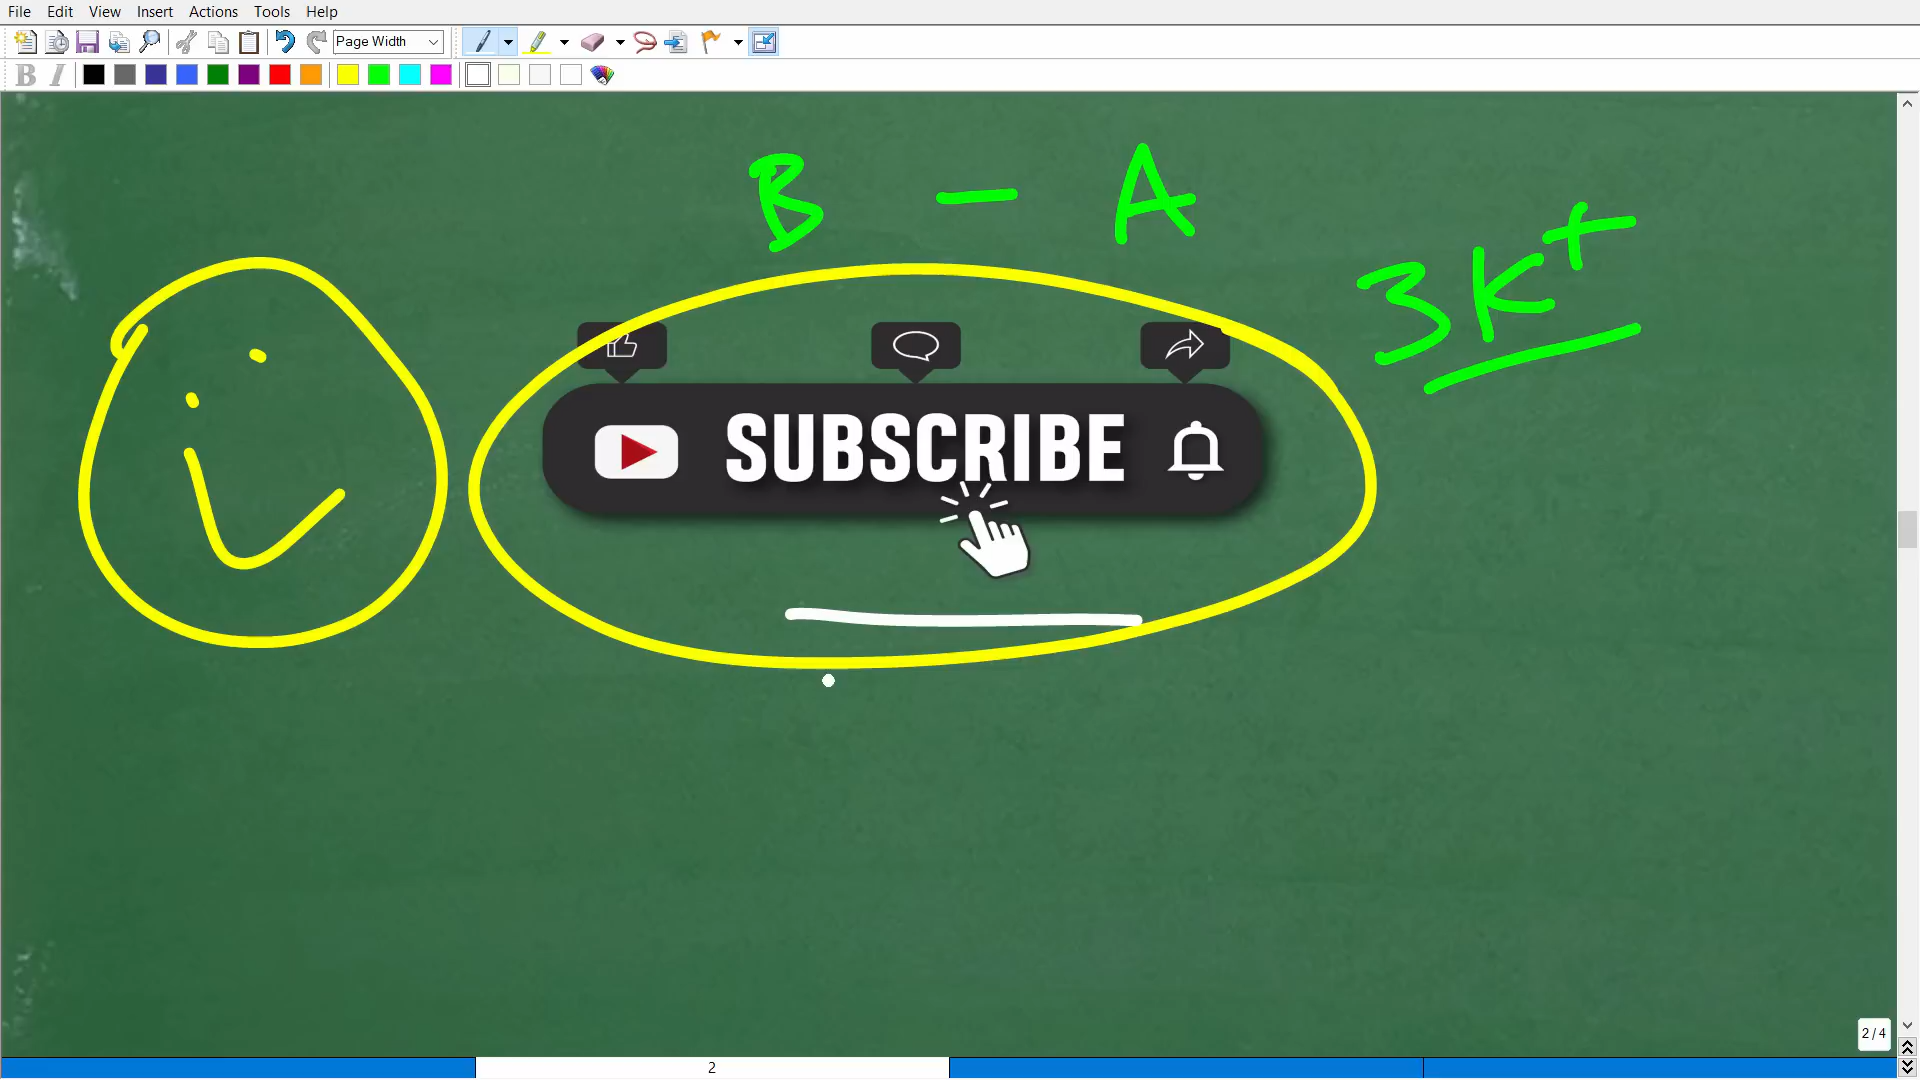 File Edit View Insert Actions Tools Help
Page Width
B I
B - A
3K+
SUBSCRIBE
2 / 4
2